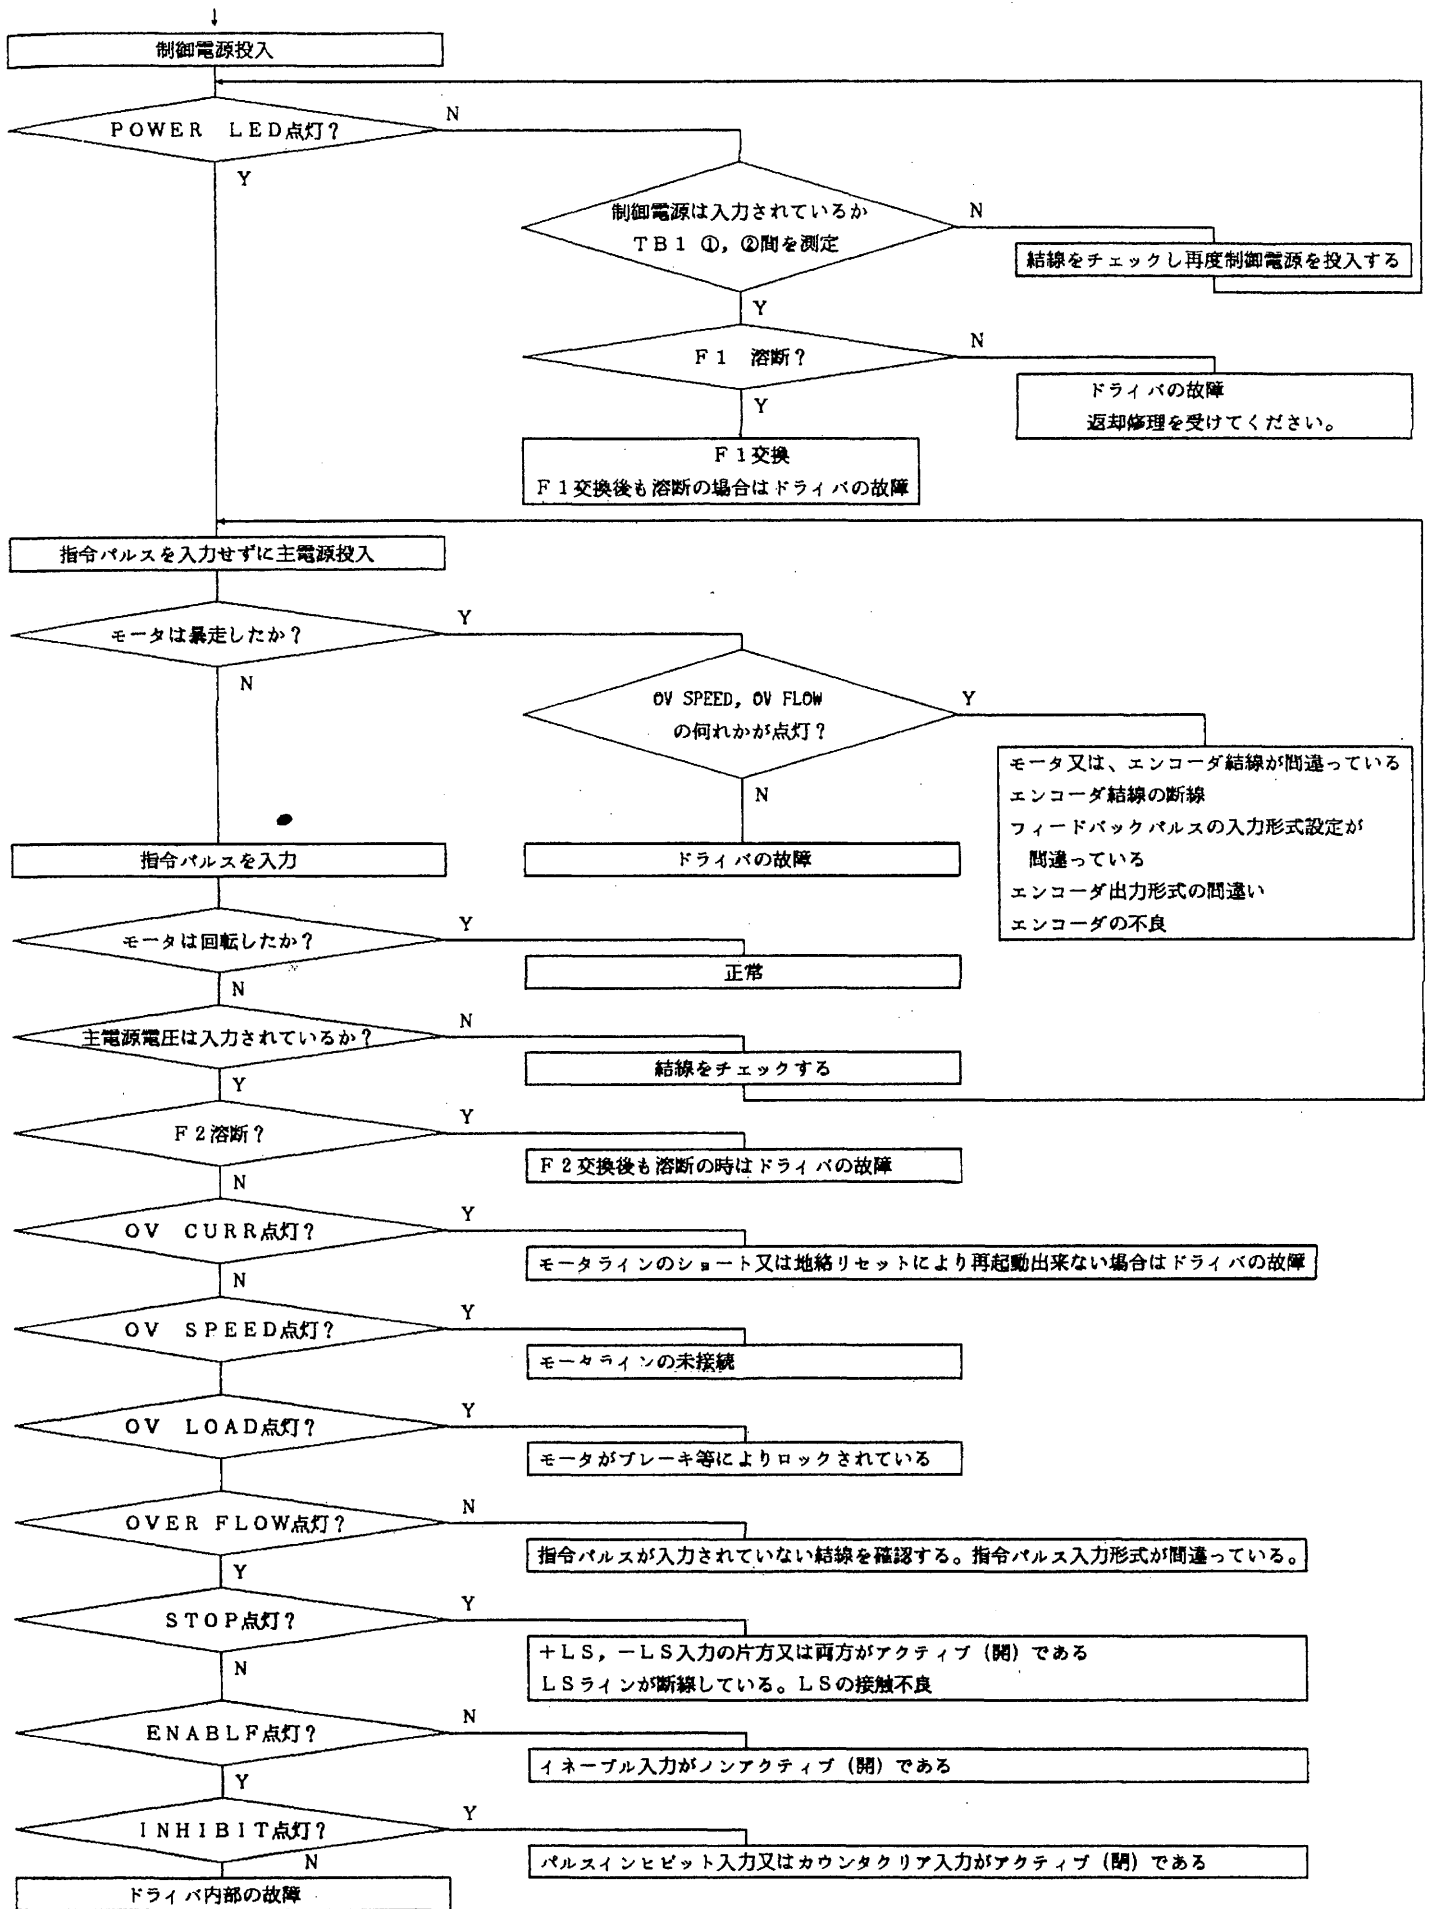 制御電源投入
POWER LED点灯？
N
Y
制御電源は入力されているか
TB1 ①，②間を測定
N
結線をチェックし再度制御電源を投入する
Y
F1 溶断？
N
ドライバの故障
返却修理を受けてください。
Y
F1交換
F1交換後も溶断の場合はドライバの故障
指令パルスを入力せずに主電源投入
モータは暴走したか？
Y
N
OV SPEED, OV FLOW
の何れかが点灯？
Y
モータ又は、エンコーダ結線が間違っている
エンコーダ結線の断線
フィードバックパルスの入力形式設定が
間違っている
エンコーダ出力形式の間違い
エンコーダの不良
N
ドライバの故障
指令パルスを入力
モータは回転したか？
Y
正常
N
主電源電圧は入力されているか？
N
結線をチェックする
Y
F2溶断？
Y
F2交換後も溶断の時はドライバの故障
N
OV CURR点灯？
Y
モータラインのショート又は地絡リセットにより再起動出来ない場合はドライバの故障
N
OV SPEED点灯？
Y
モータラインの未接続
OV LOAD点灯？
Y
モータがブレーキ等によりロックされている
OVER FLOW点灯？
N
指令パルスが入力されていない結線を確認する。指令パルス入力形式が間違っている。
Y
STOP点灯？
Y
＋LS，－LS入力の片方又は両方がアクティブ（開）である
LSラインが断線している。LSの接触不良
N
ENABLF点灯？
N
イネーブル入力がノンアクティブ（開）である
Y
INHIBIT点灯？
Y
パルスインヒビット入力又はカウンタクリア入力がアクティブ（閉）である
N
ドライバ内部の故障